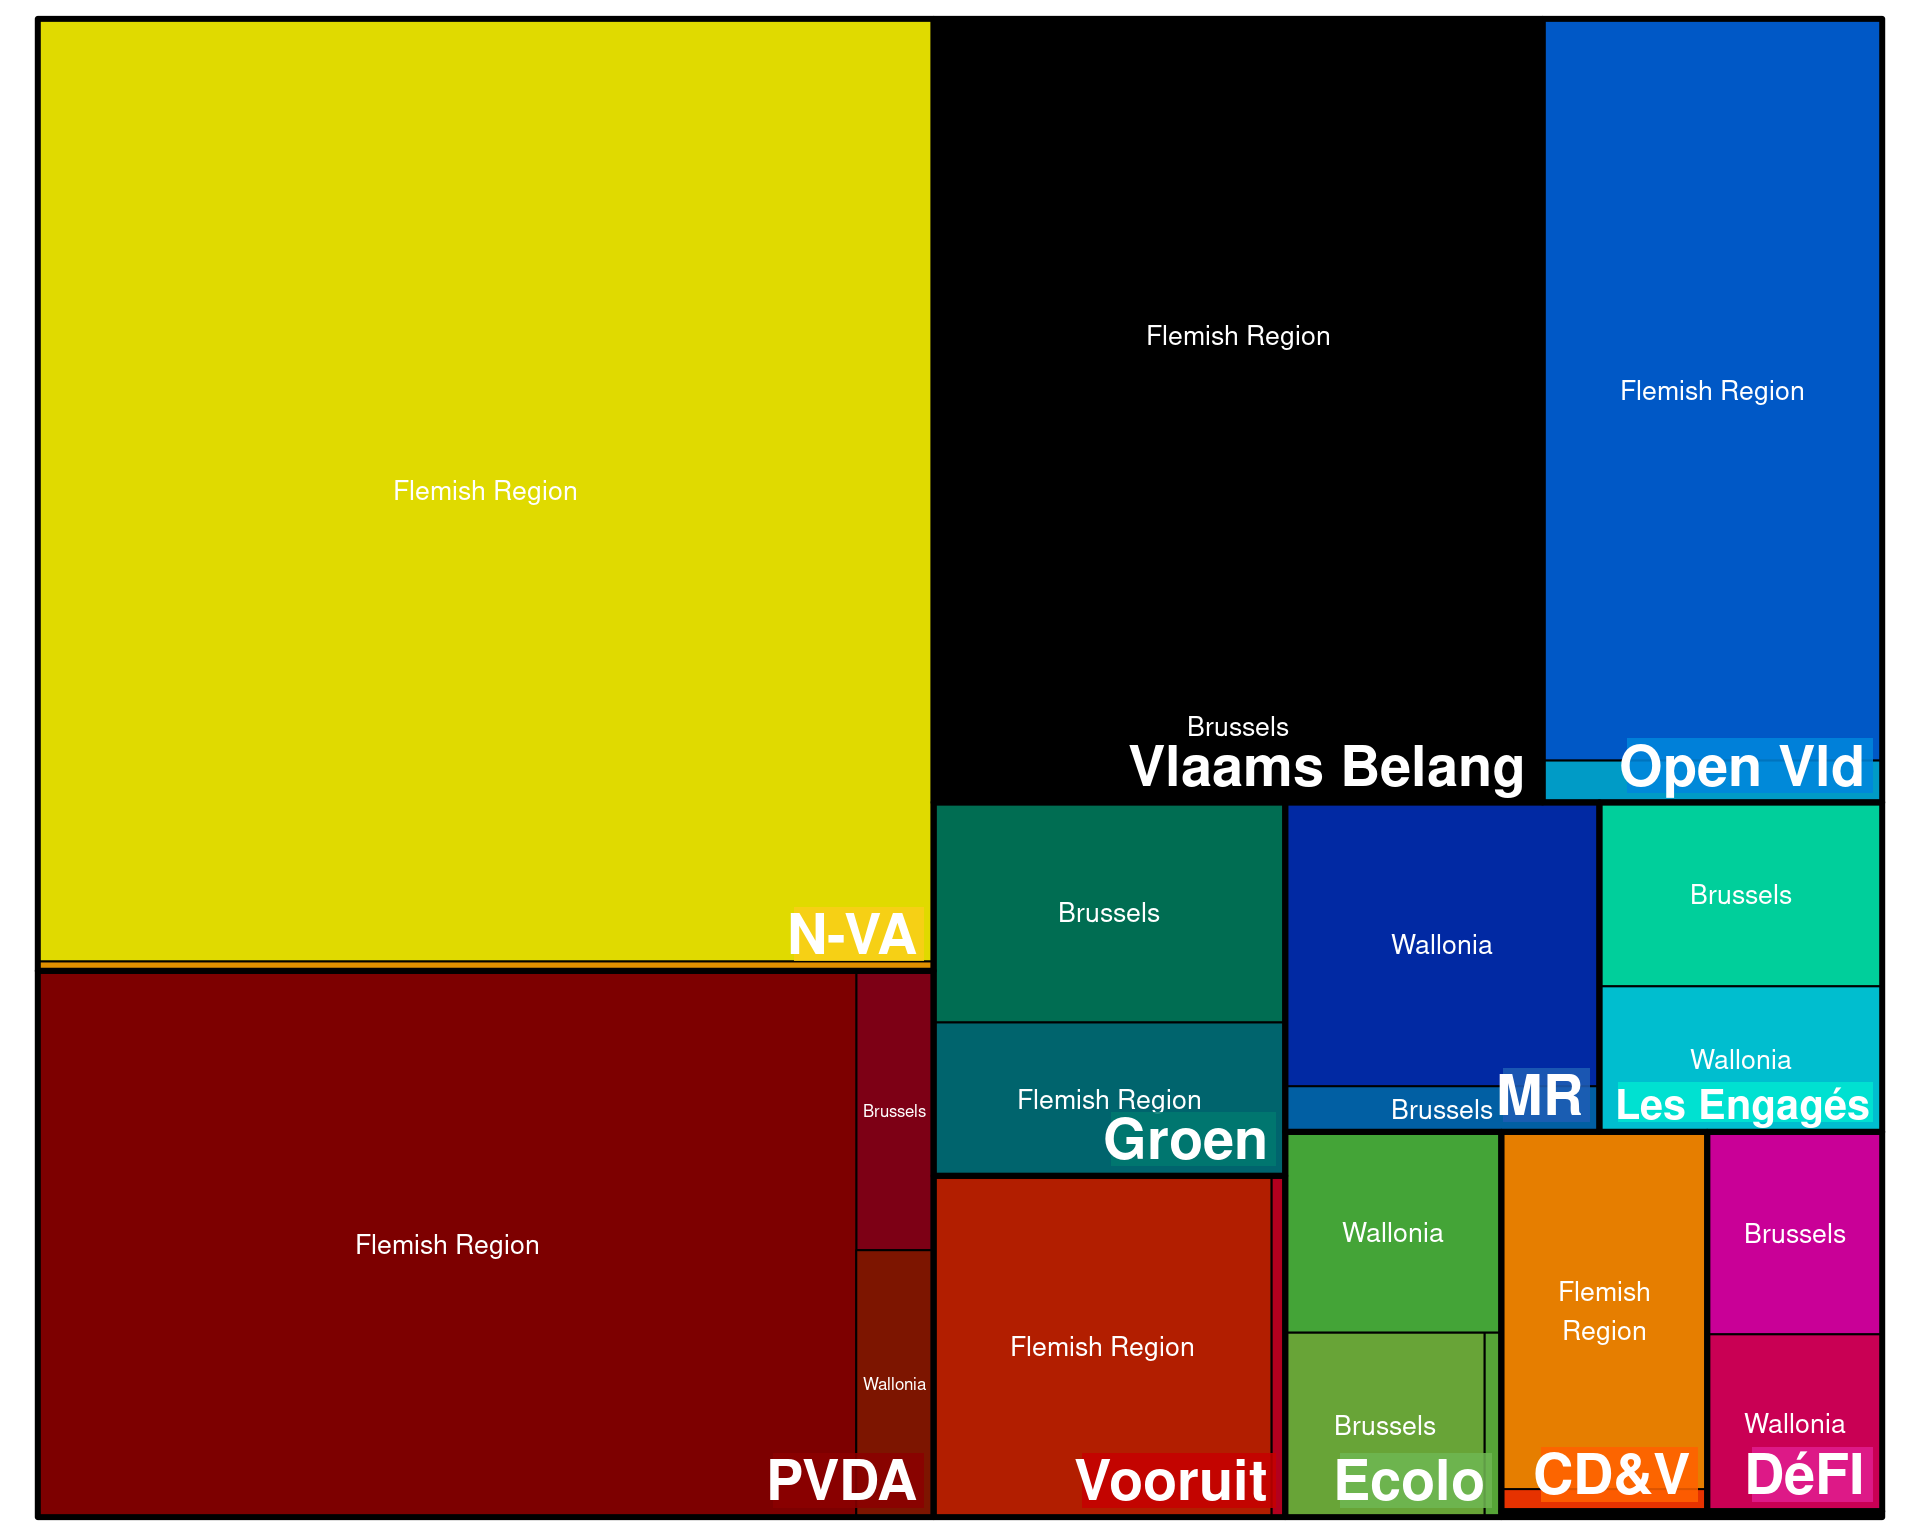 Flemish Region
N-VA
Flemish Region
Brussels
Vlaams Belang
Flemish Region
Open Vld
Flemish Region
Brussels
Wallonia
PVDA
Brussels
Flemish Region
Groen
Wallonia
Brussels
MR
Brussels
Wallonia
Les Engagés
Flemish Region
Vooruit
Wallonia
Brussels
Ecolo
Flemish
Region
CD&V
Brussels
Wallonia
DéFI